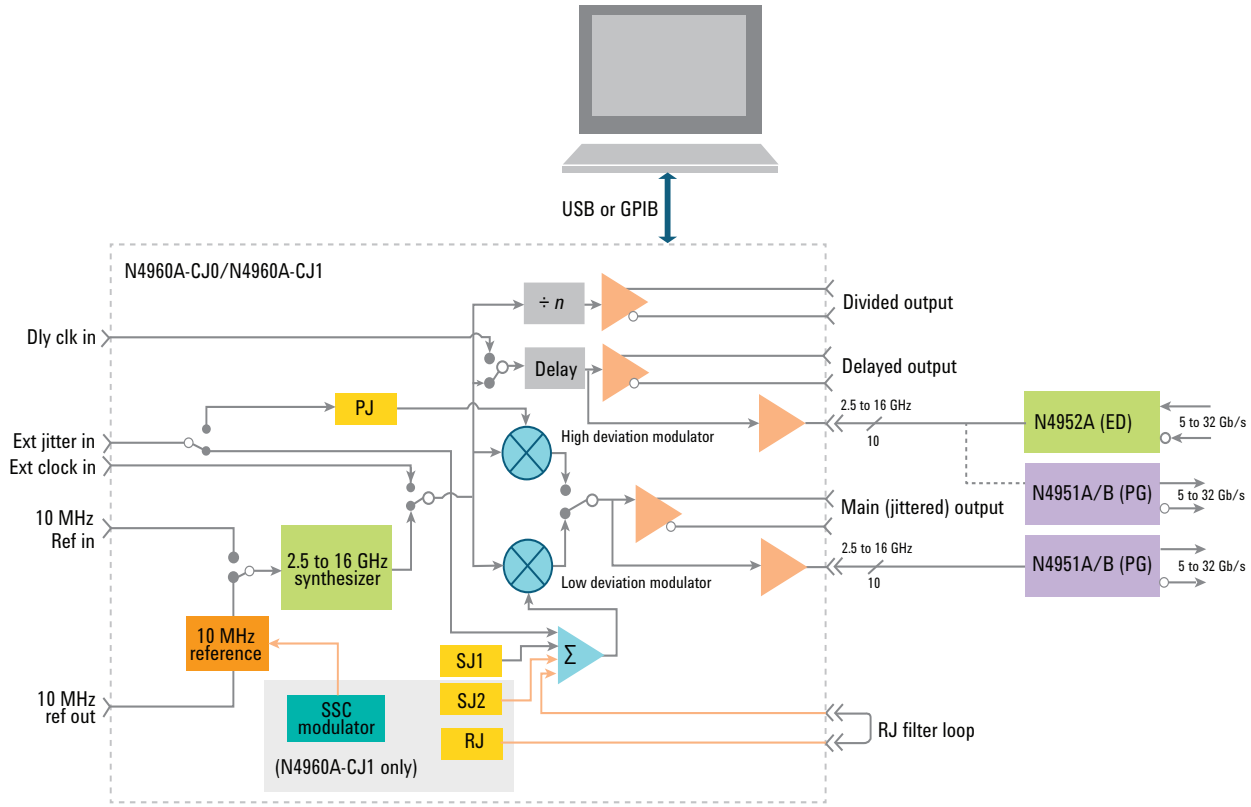 USB or GPIB
N4960A-CJ0/N4960A-CJ1
÷ n
Divided output
Dly clk in
Delay
Delayed output
PJ
2.5 to 16 GHz
10
N4952A (ED)
5 to 32 Gb/s
High deviation modulator
Ext jitter in
Ext clock in
N4951A/B (PG)
5 to 32 Gb/s
Main (jittered) output
10 MHz
Ref in
2.5 to 16 GHz
synthesizer
2.5 to 16 GHz
10
N4951A/B (PG)
5 to 32 Gb/s
Low deviation modulator
10 MHz
reference
Σ
SJ1
SJ2
10 MHz
ref out
SSC
modulator
RJ
RJ filter loop
(N4960A-CJ1 only)